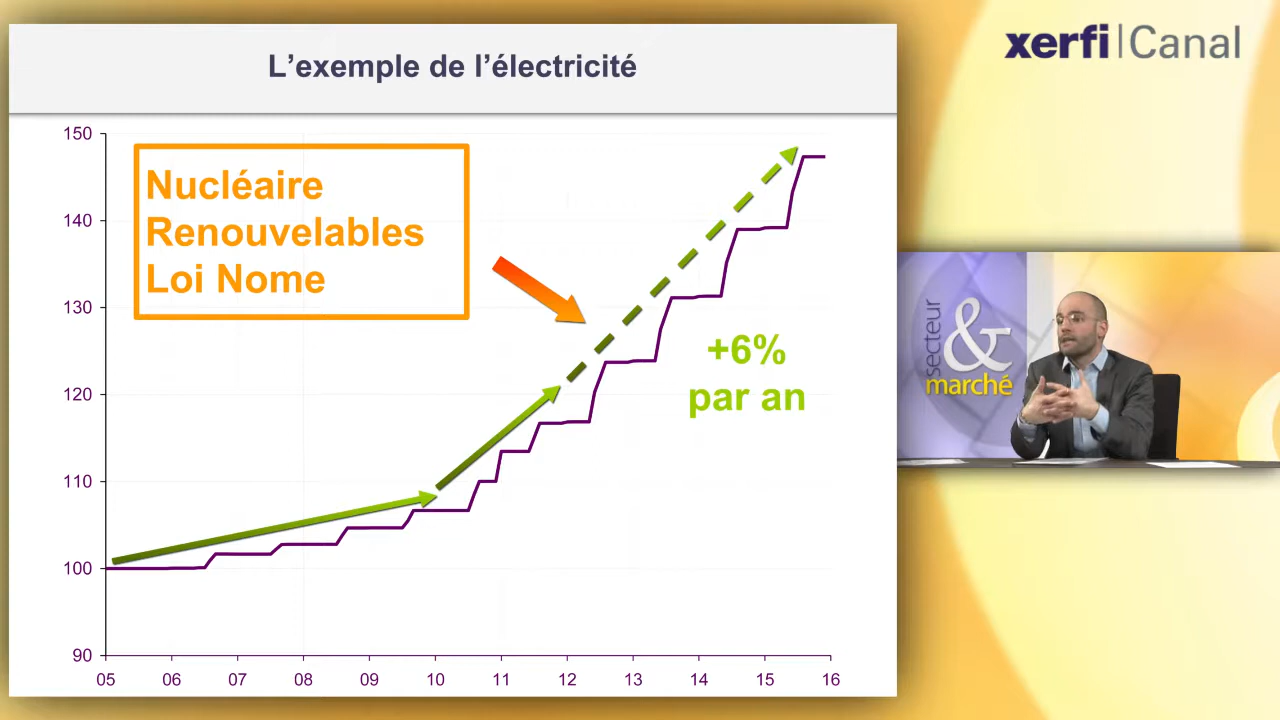 L'exemple de l'électricité
xerfi | Canal
150
140
130
120
110
100
90
Nucléaire
Renouvelables
Loi Nome
+6%
par an
05 06 07 08 09 10 11 12 13 14 15 16
secteur
&
marché